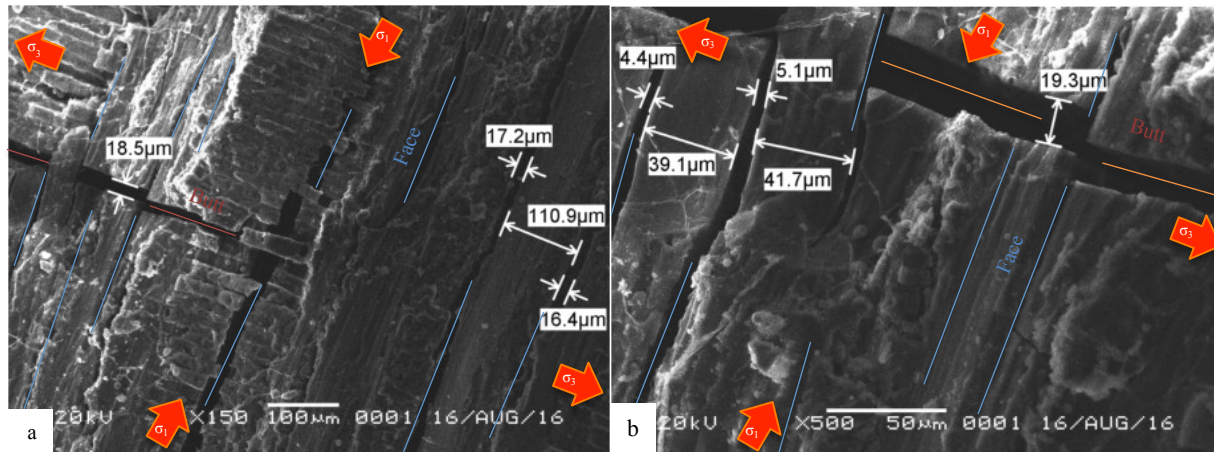 σ3
σ1
Face
18.5μm
17.2μm
Butt
110.9μm
16.4μm
σ3
σ1
20kV X150 100μm 0001 16/AUG/16
a
σ3
σ1
4.4μm
5.1μm
19.3μm
Butt
39.1μm
41.7μm
σ3
Face
σ1
20kV X500 50μm 0001 16/AUG/16
b